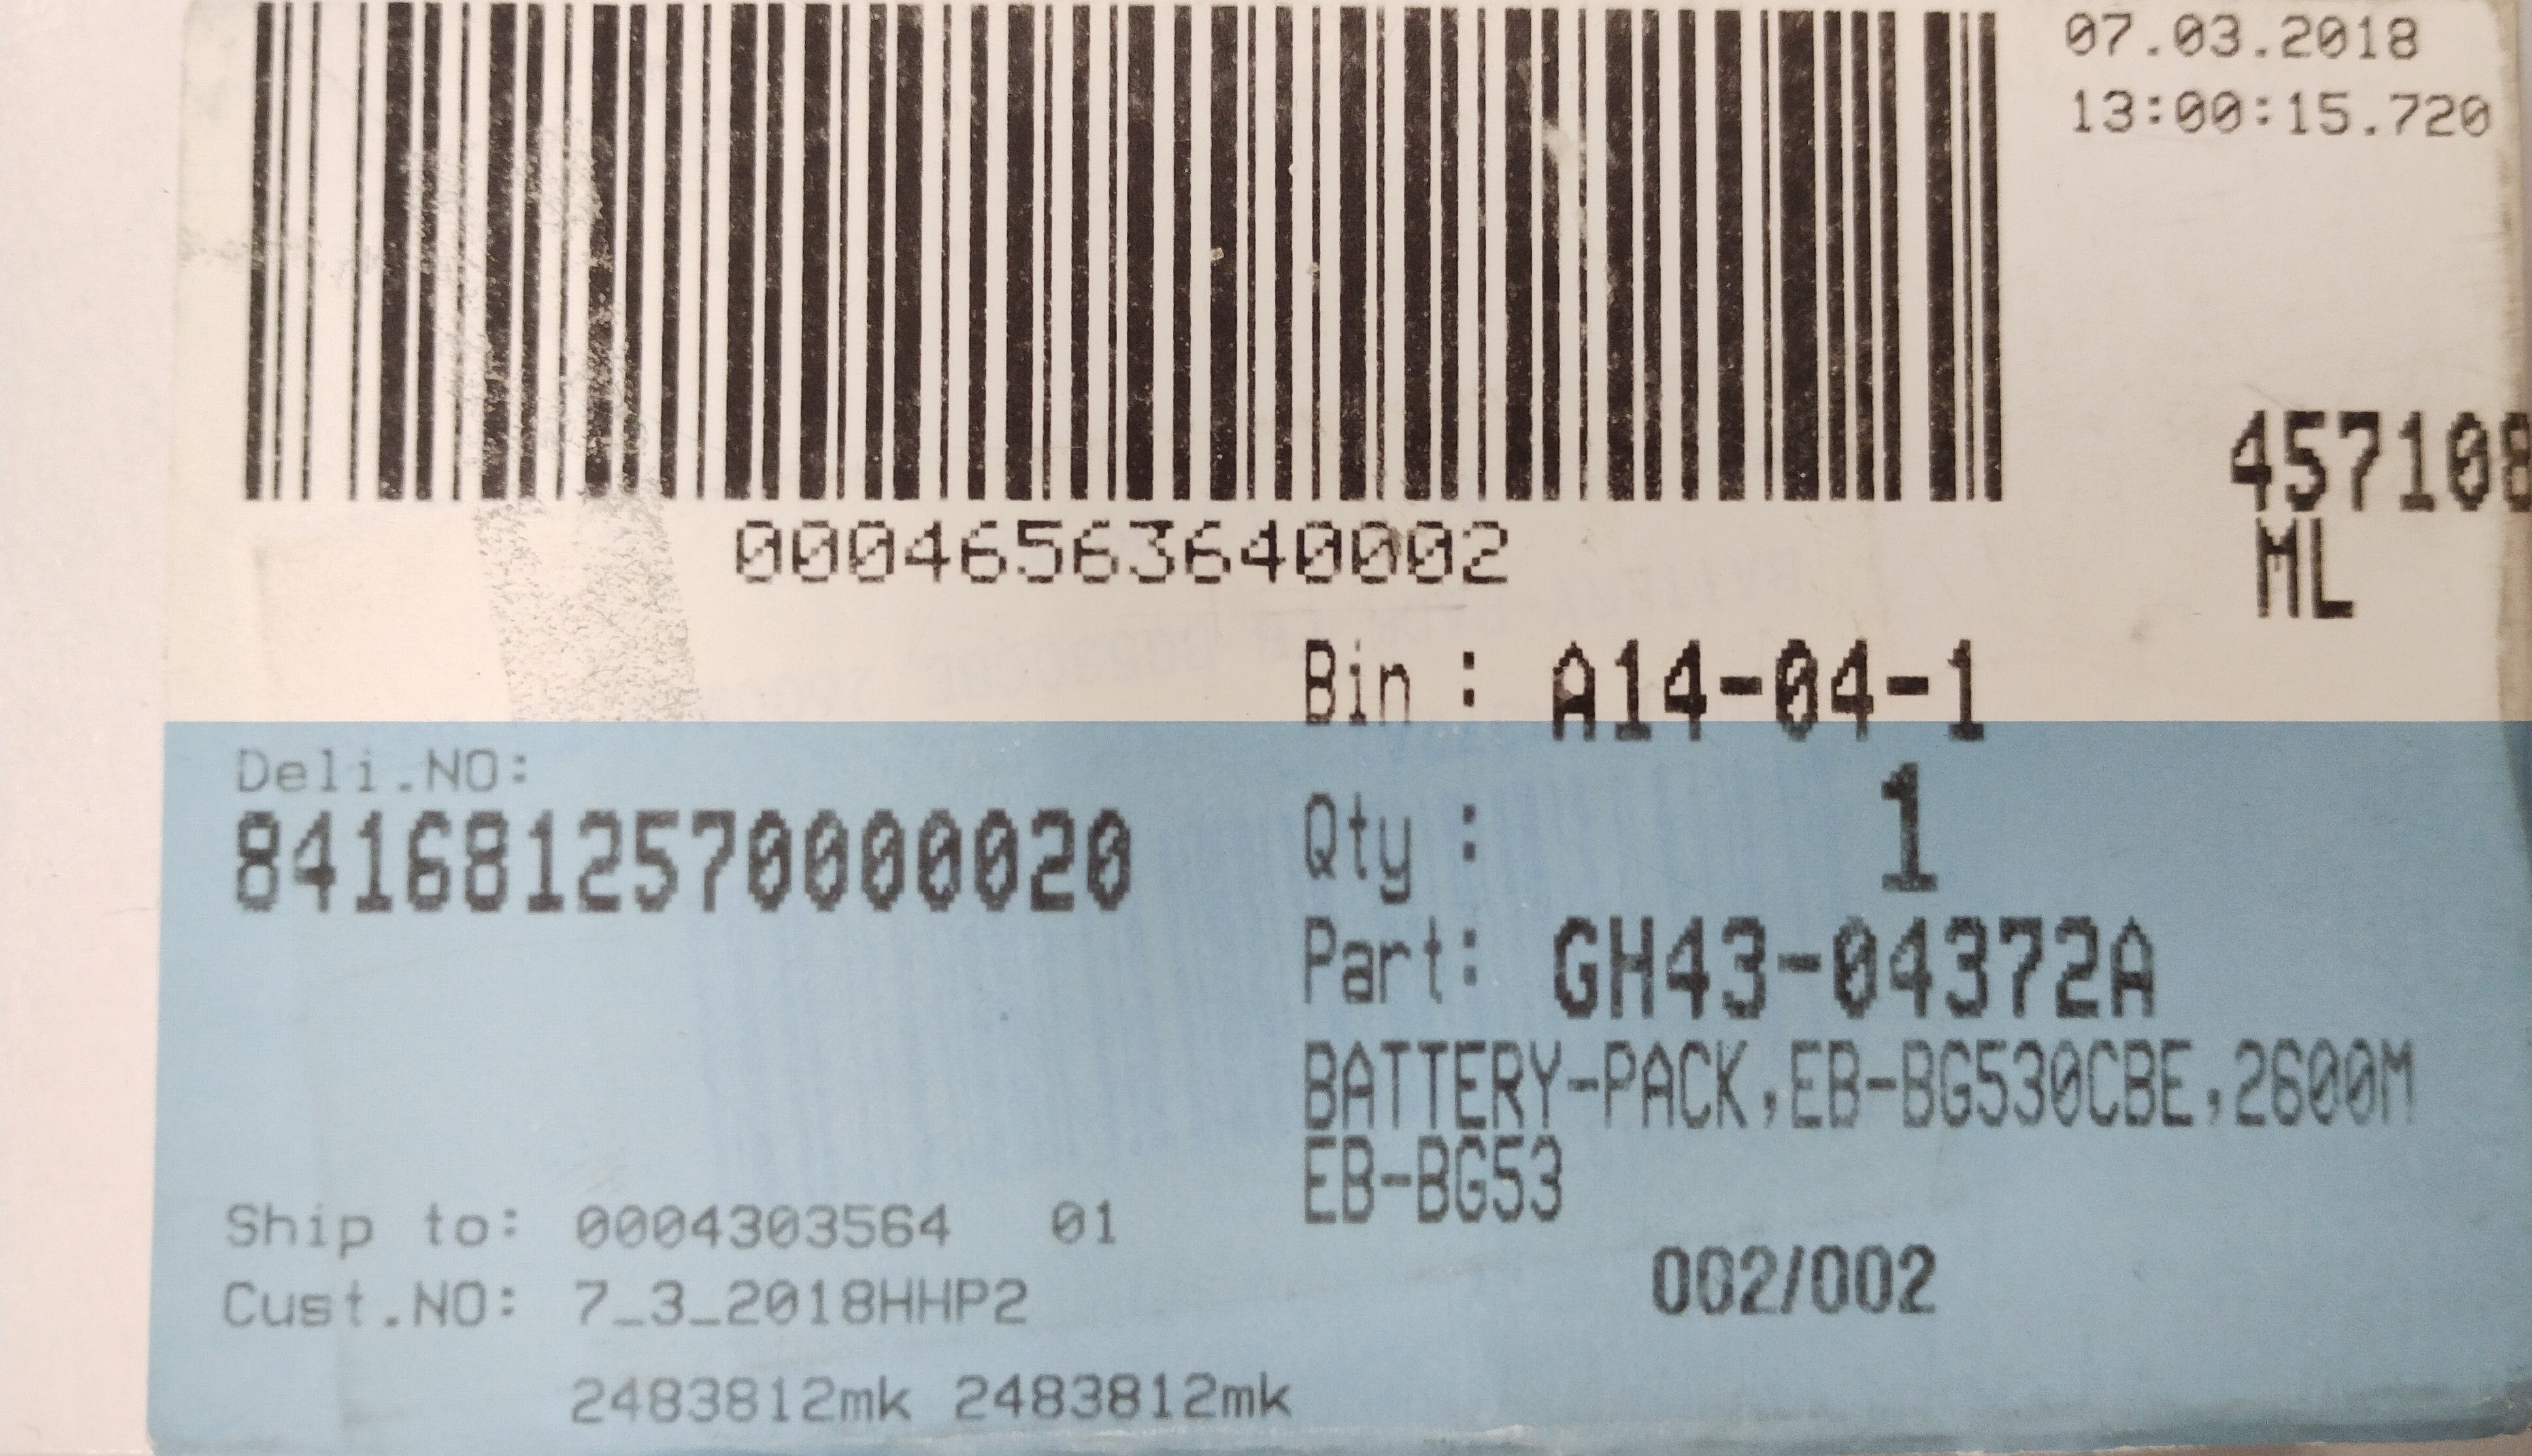 07.03.2018
13:00:15.720
457108
ML
00046563640002
Bin : A14-04-1
Deli.NO:
8416812570000020
Qty : 1
Part: GH43-04372A
BATTERY-PACK,EB-BG530CBE,2600M
EB-BG53
Ship to: 0004303564 01
002/002
Cust.NO: 7_3_2018HHP2
2483812mk 2483812mk